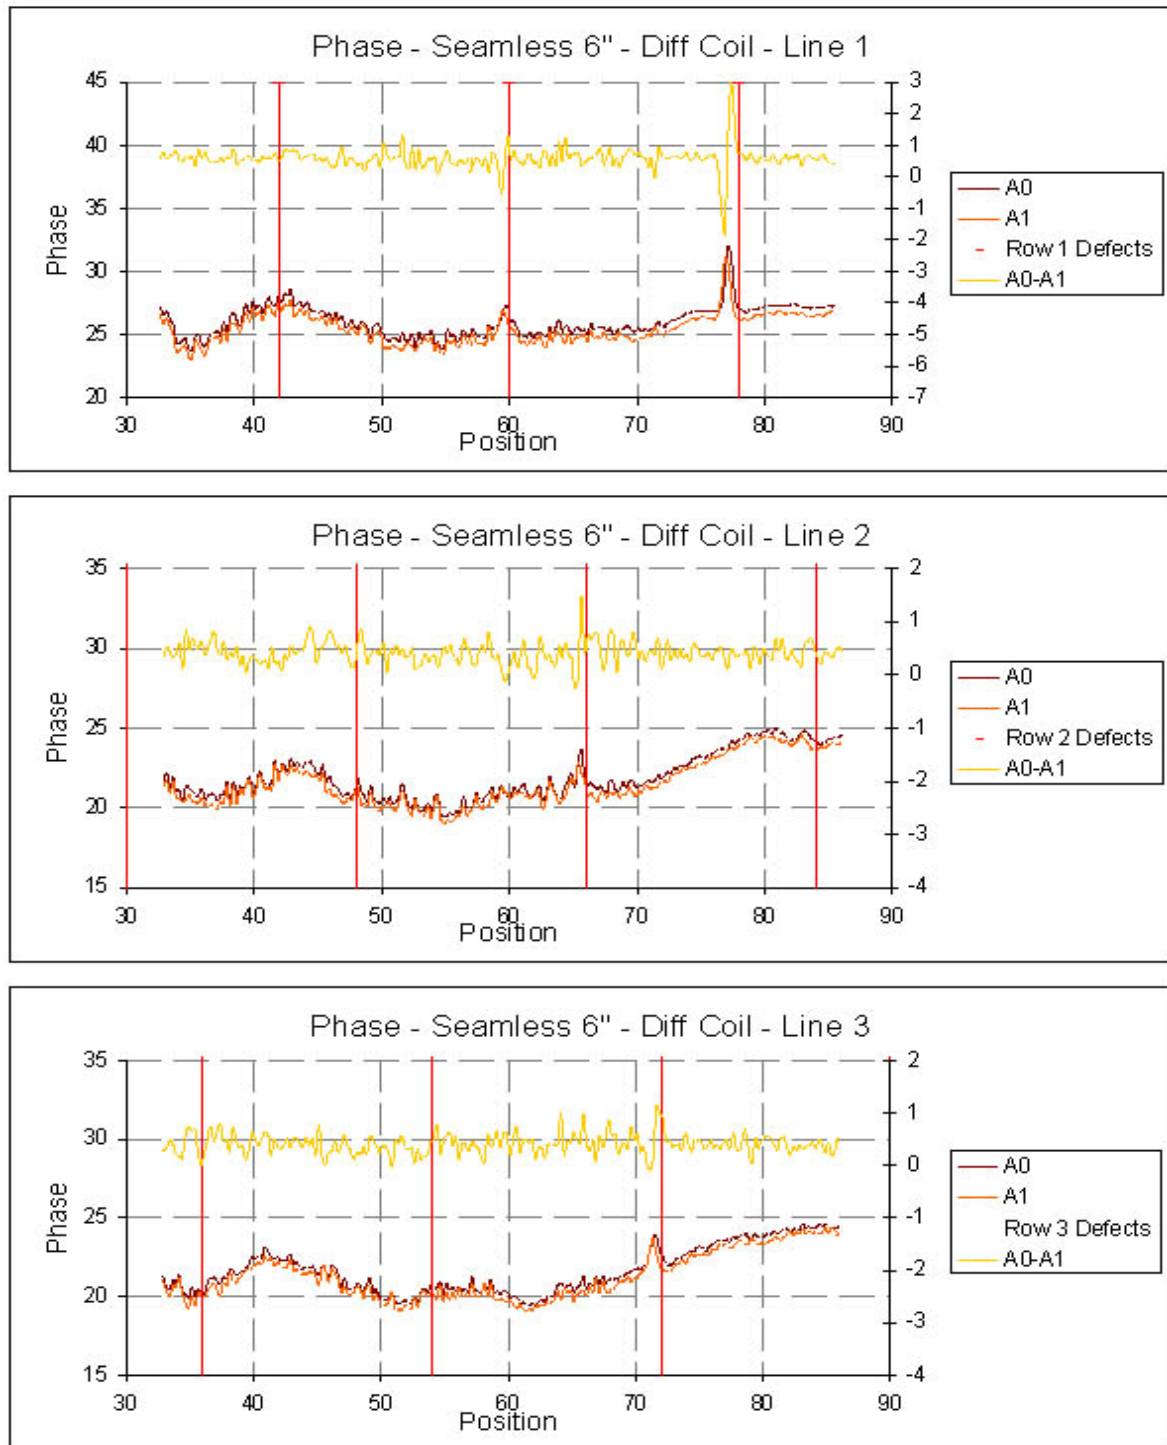 Phase - Seamless 6" - Diff Coil - Line 1
45
40
35
30
25
20
Phase
3
2
1
0
-1
-2
-3
-4
-5
-6
-7
30 40 50 60 70 80 90
Position
A0
A1
Row 1 Defects
A0-A1
Phase - Seamless 6" - Diff Coil - Line 2
35
30
25
20
15
Phase
2
1
0
-1
-2
-3
-4
30 40 50 60 70 80 90
Position
A0
A1
Row 2 Defects
A0-A1
Phase - Seamless 6" - Diff Coil - Line 3
35
30
25
20
15
Phase
2
1
0
-1
-2
-3
-4
30 40 50 60 70 80 90
Position
A0
A1
Row 3 Defects
A0-A1